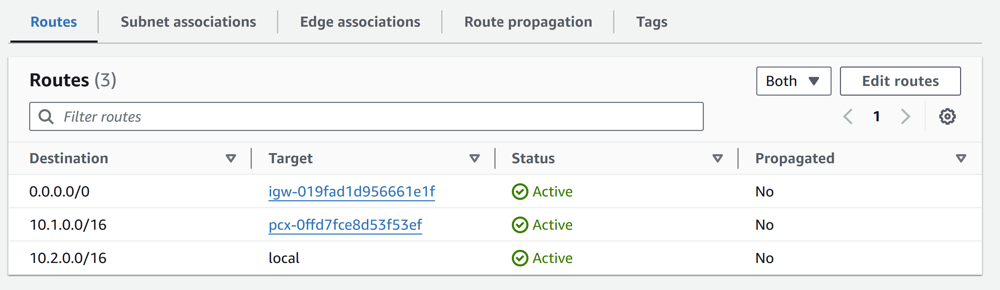 Routes Subnet associations Edge associations Route propagation Tags
Routes (3)
Both Edit routes
Filter routes
1
Destination Target Status Propagated
0.0.0.0/0 igw-019fad1d956661e1f Active No
10.1.0.0/16 pcx-0ffd7fce8d53f53ef Active No
10.2.0.0/16 local Active No